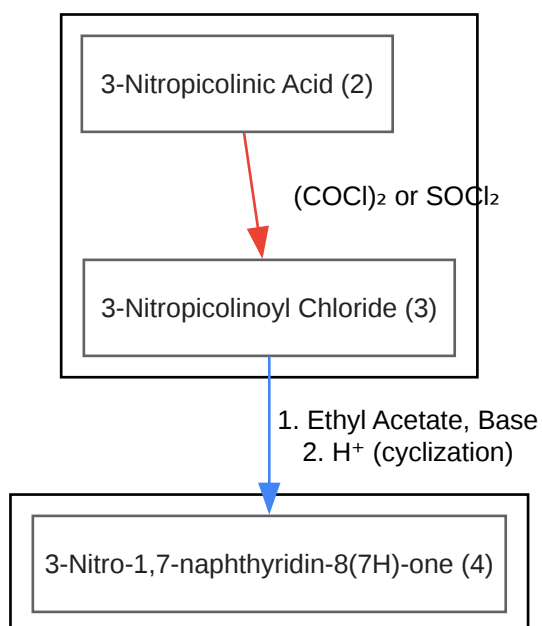 3-Nitropicolinic Acid (2)
(COCl)₂ or SOCl₂
3-Nitropicolinoyl Chloride (3)
1. Ethyl Acetate, Base
2. H⁺ (cyclization)
3-Nitro-1,7-naphthyridin-8(7H)-one (4)